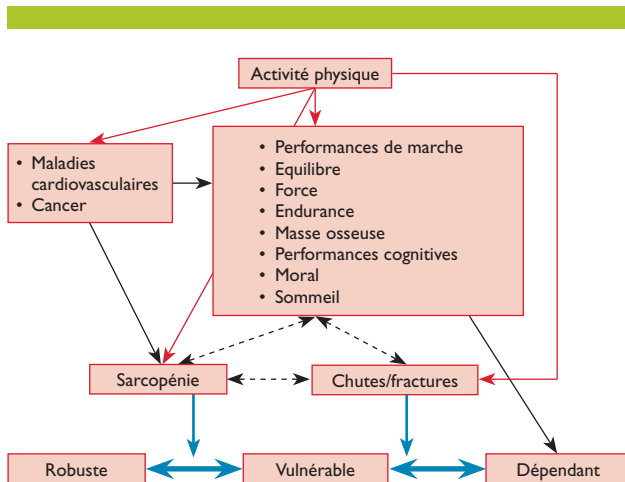 Activité physique
• Maladies
cardiovasculaires
• Cancer
• Performances de marche
• Equilibre
• Force
• Endurance
• Masse osseuse
• Performances cognitives
• Moral
• Sommeil
Sarcopénie
Chutes/fractures
Robuste
Vulnérable
Dépendant